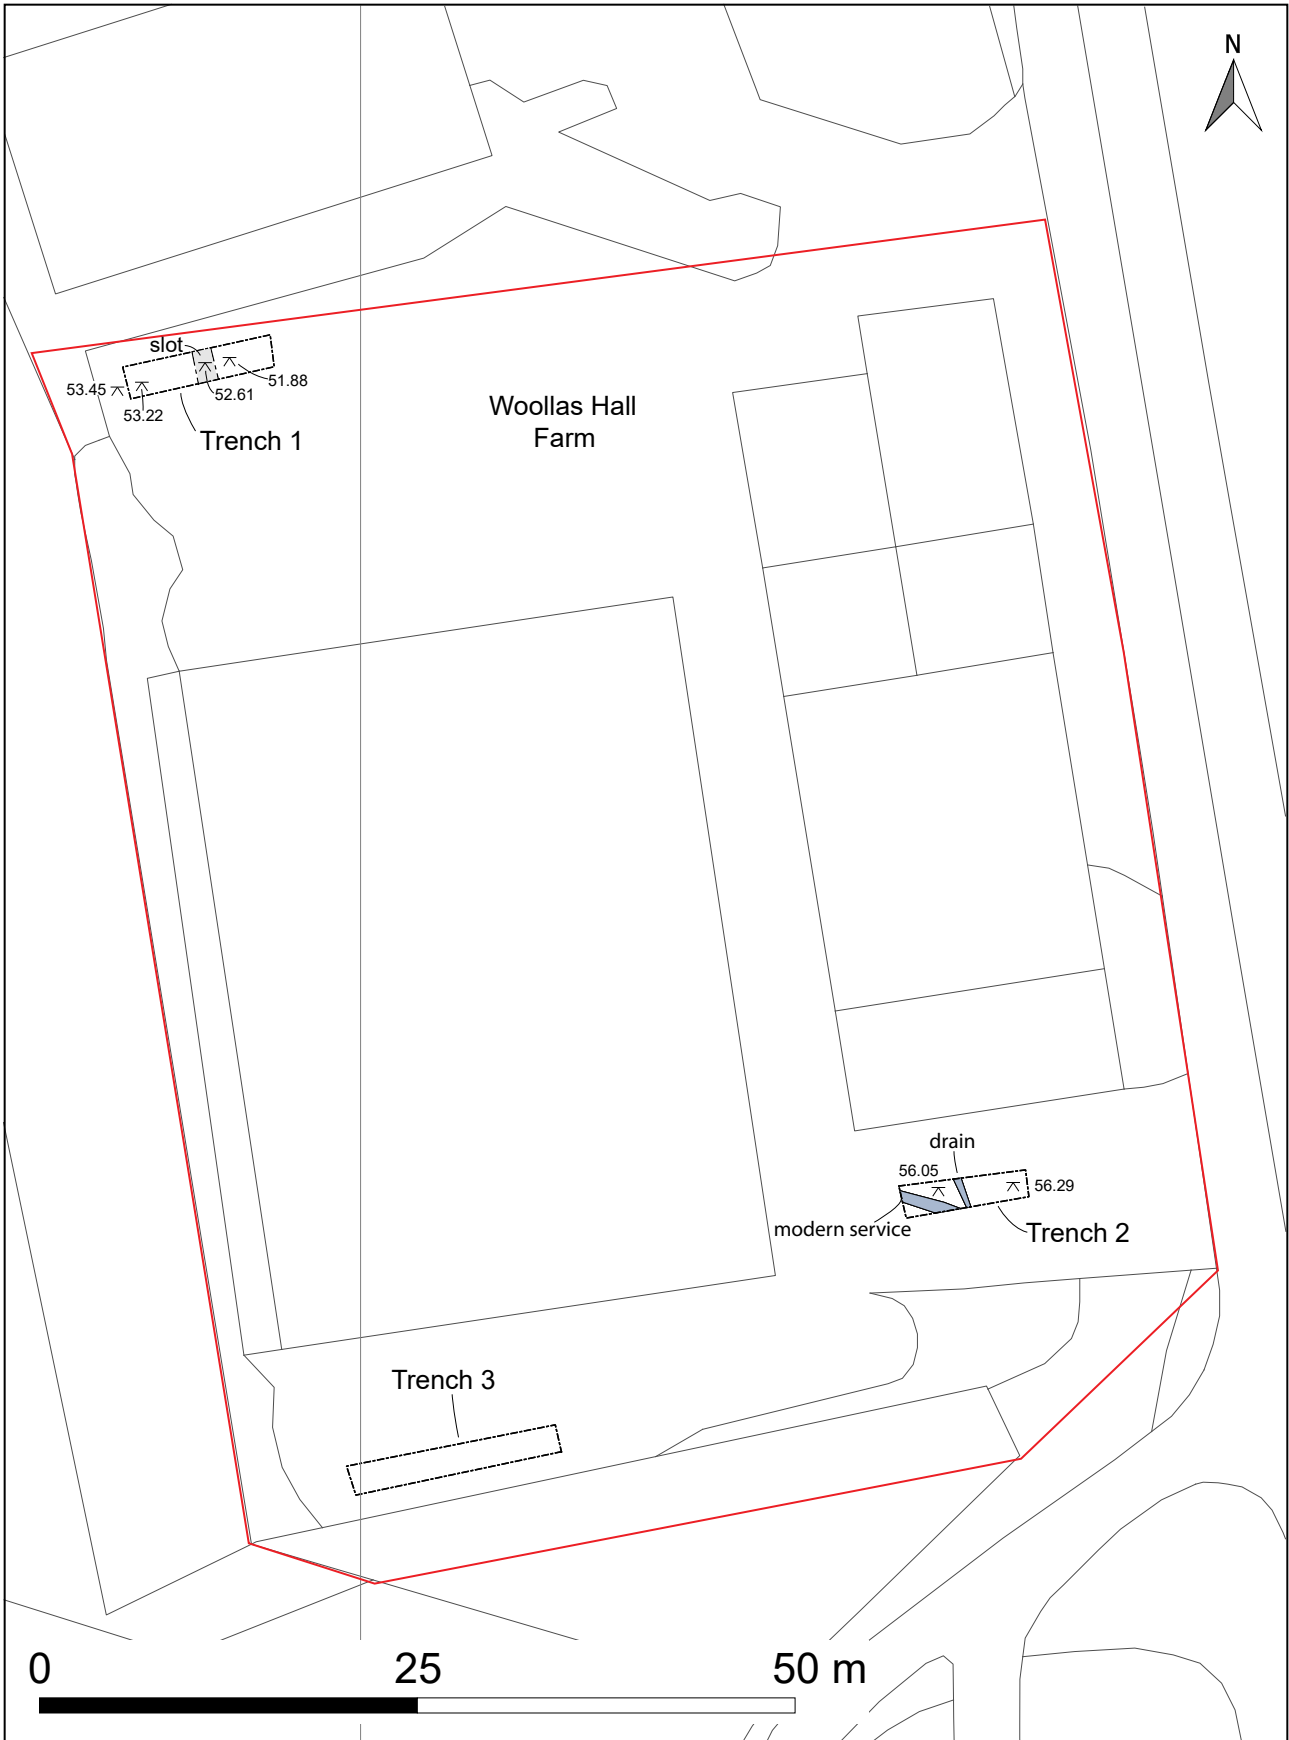 N
slot
53.45
51.88
52.61
53.22
Trench 1
Woollas Hall
Farm
drain
56.05
56.29
modern service
Trench 2
Trench 3
0
25
50 m